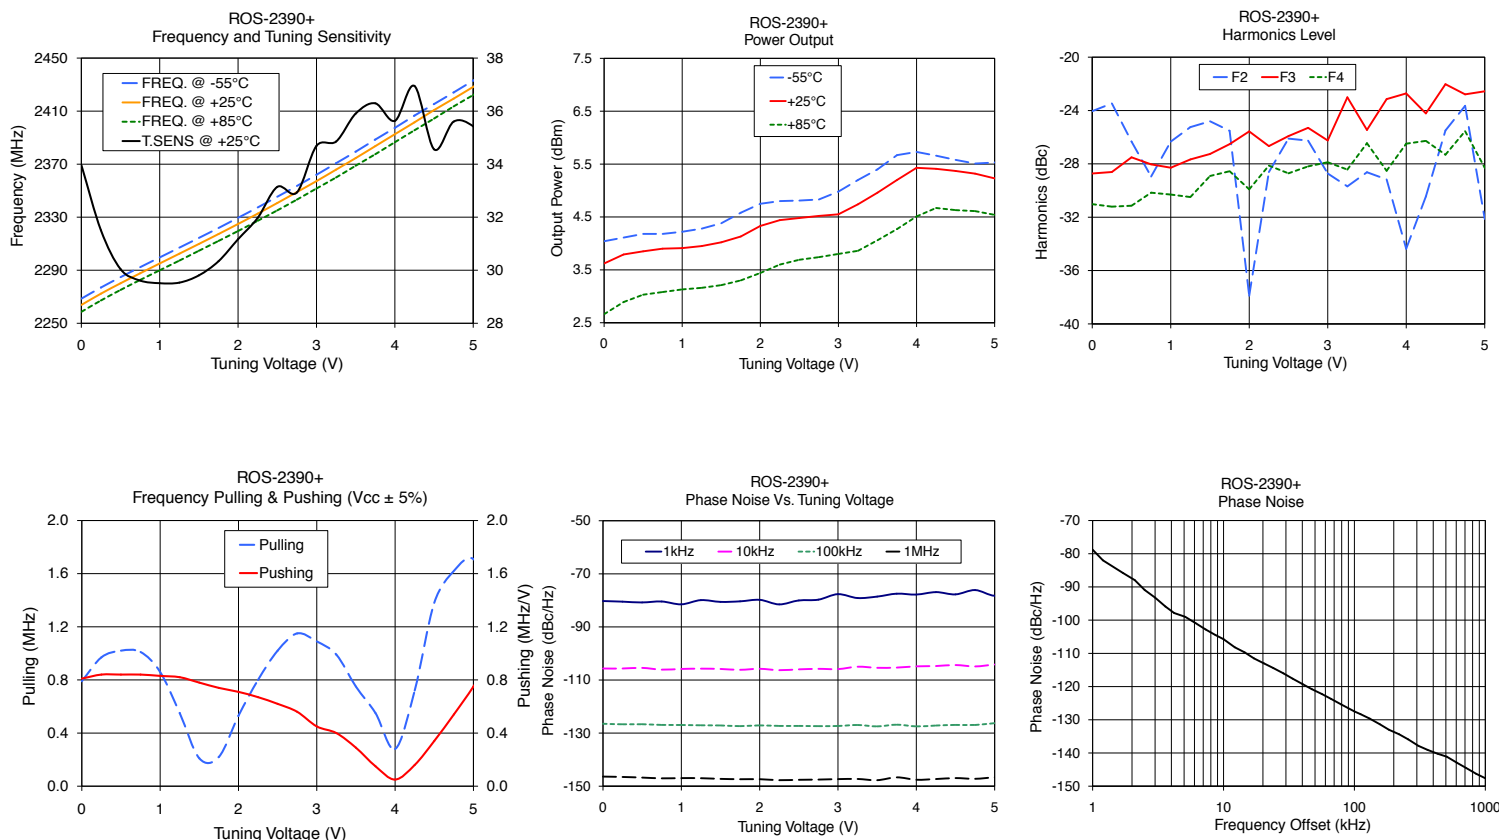 ROS-2390+
Frequency and Tuning Sensitivity
2450
2410
2370
2330
2290
2250
38
36
34
32
30
28
0 1 2 3 4 5
Frequency (MHz)
Tuning Voltage (V)
FREQ. @ -55°C
FREQ. @ +25°C
FREQ. @ +85°C
T.SENS @ +25°C
ROS-2390+
Power Output
7.5
6.5
5.5
4.5
3.5
2.5
0 1 2 3 4 5
Output Power (dBm)
Tuning Voltage (V)
-55°C
+25°C
+85°C
ROS-2390+
Harmonics Level
-20
-24
-28
-32
-36
-40
0 1 2 3 4 5
Harmonics (dBc)
Tuning Voltage (V)
F2 F3 F4
ROS-2390+
Frequency Pulling & Pushing (Vcc ± 5%)
2.0
1.6
1.2
0.8
0.4
0.0
2.0
1.6
1.2
0.8
0.4
0.0
0 1 2 3 4 5
Pulling (MHz)
Pushing (MHz/V)
Tuning Voltage (V)
Pulling
Pushing
ROS-2390+
Phase Noise Vs. Tuning Voltage
-50
-70
-90
-110
-130
-150
0 1 2 3 4 5
Phase Noise (dBc/Hz)
Tuning Voltage (V)
1kHz 10kHz 100kHz 1MHz
ROS-2390+
Phase Noise
-70
-80
-90
-100
-110
-120
-130
-140
-150
1 10 100 1000
Phase Noise (dBc/Hz)
Frequency Offset (kHz)